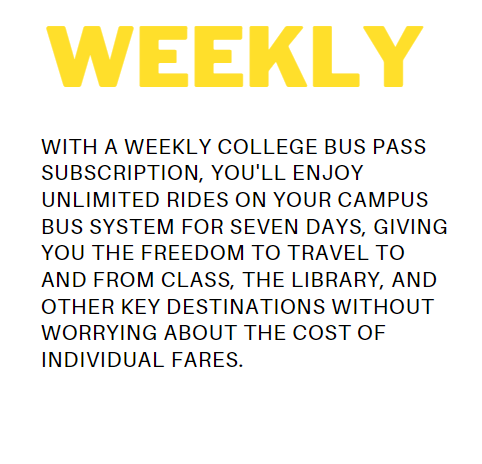 WEEKLY
WITH A WEEKLY COLLEGE BUS PASS
SUBSCRIPTION, YOU'LL ENJOY
UNLIMITED RIDES ON YOUR CAMPUS
BUS SYSTEM FOR SEVEN DAYS, GIVING
YOU THE FREEDOM TO TRAVEL TO
AND FROM CLASS, THE LIBRARY, AND
OTHER KEY DESTINATIONS WITHOUT
WORRYING ABOUT THE COST OF
INDIVIDUAL FARES.